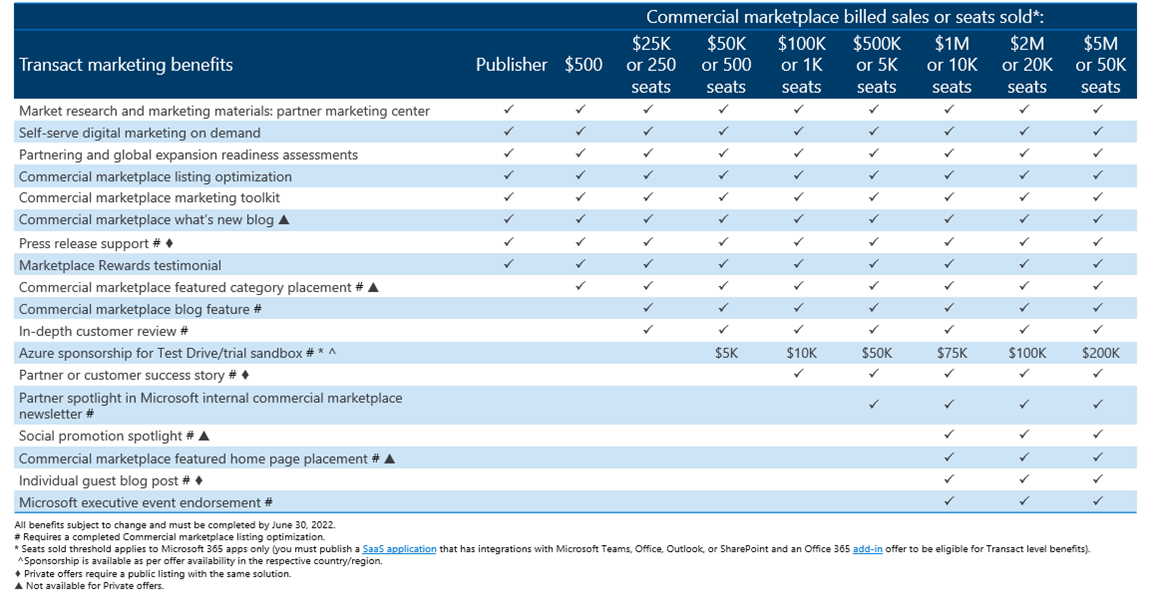 Commercial marketplace billed sales or seats sold*:
Transact marketing benefits Publisher $500 $25K or 250 seats $50K or 500 seats $100K or 1K seats $500K or 5K seats $1M or 10K seats $2M or 20K seats $5M or 50K seats
Market research and marketing materials: partner marketing center ✓ ✓ ✓ ✓ ✓ ✓ ✓ ✓ ✓
Self-serve digital marketing on demand ✓ ✓ ✓ ✓ ✓ ✓ ✓ ✓ ✓
Partnering and global expansion readiness assessments ✓ ✓ ✓ ✓ ✓ ✓ ✓ ✓ ✓
Commercial marketplace listing optimization ✓ ✓ ✓ ✓ ✓ ✓ ✓ ✓ ✓
Commercial marketplace marketing toolkit ✓ ✓ ✓ ✓ ✓ ✓ ✓ ✓ ✓
Commercial marketplace what's new blog ▲ ✓ ✓ ✓ ✓ ✓ ✓ ✓ ✓ ✓
Press release support # ♦ ✓ ✓ ✓ ✓ ✓ ✓ ✓ ✓ ✓
Marketplace Rewards testimonial ✓ ✓ ✓ ✓ ✓ ✓ ✓ ✓ ✓
Commercial marketplace featured category placement # ▲ ✓ ✓ ✓ ✓ ✓ ✓ ✓ ✓
Commercial marketplace blog feature # ✓ ✓ ✓ ✓ ✓ ✓ ✓
In-depth customer review # ✓ ✓ ✓ ✓ ✓ ✓ ✓
Azure sponsorship for Test Drive/trial sandbox # * ^ $5K $10K $50K $75K $100K $200K
Partner or customer success story # ♦ ✓ ✓ ✓ ✓ ✓
Partner spotlight in Microsoft internal commercial marketplace
newsletter # ✓ ✓ ✓ ✓
Social promotion spotlight # ▲ ✓ ✓ ✓
Commercial marketplace featured home page placement # ▲ ✓ ✓ ✓
Individual guest blog post # ♦ ✓ ✓ ✓
Microsoft executive event endorsement # ✓ ✓ ✓
All benefits subject to change and must be completed by June 30, 2022.
# Requires a completed Commercial marketplace listing optimization.
* Seats sold threshold applies to Microsoft 365 apps only (you must publish a SaaS application that has integrations with Microsoft Teams, Office, Outlook, or SharePoint and an Office 365 add-in offer to be eligible for Transact level benefits).
^Sponsorship is available as per offer availability in the respective country/region.
♦ Private offers require a public listing with the same solution.
▲ Not available for Private offers.